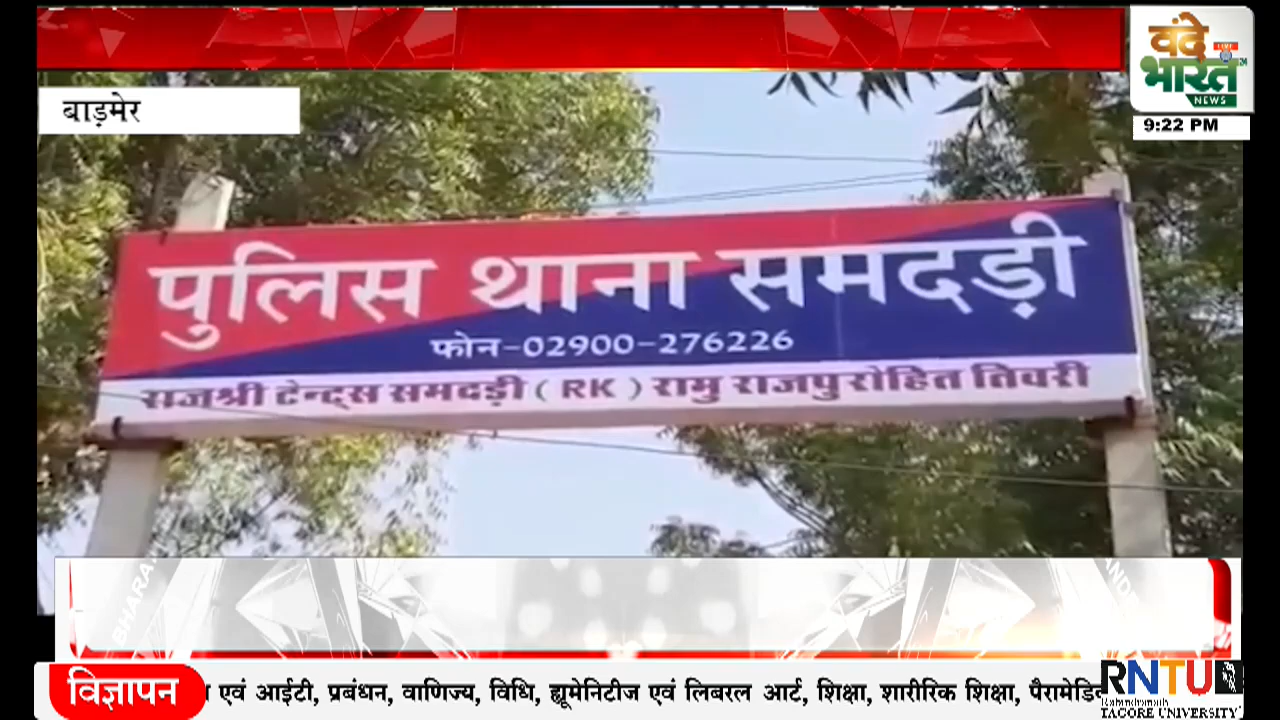 वंदे
भारत
NEWS
9:22 PM
बाड़मेर
पुलिस थाना समदड़ी
फोन-02900-276226
राजश्री टेन्ट्स समदड़ी ( RK ) रामु राजपुरोहित तिवरी
विज्ञापन
एवं आईटी, प्रबंधन, वाणिज्य, विधि, ह्यूमेनिटीज एवं लिबरल आर्ट, शिक्षा, शारीरिक शिक्षा,
RNTU
Rabindranath
TAGORE UNIVERSITY